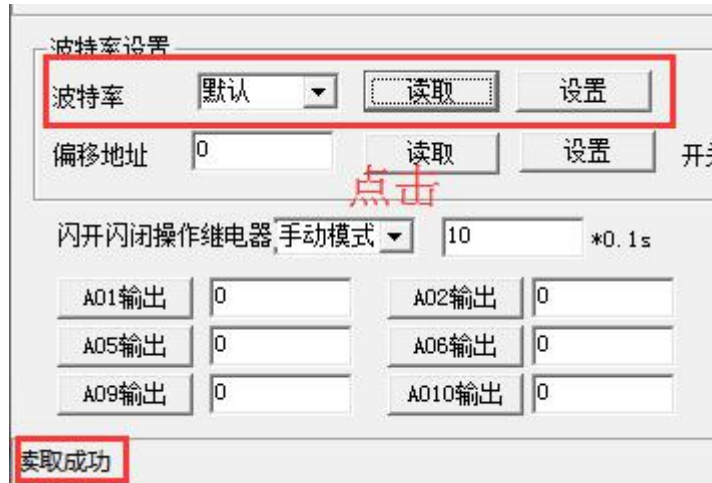 波特率设置
波特率 默认 读取 设置
偏移地址 0 读取 设置 开关
点击
闪开闪闭操作继电器 手动模式 10 *0.1s
A01输出 0 A02输出 0
A05输出 0 A06输出 0
A09输出 0 A010输出 0
读取成功